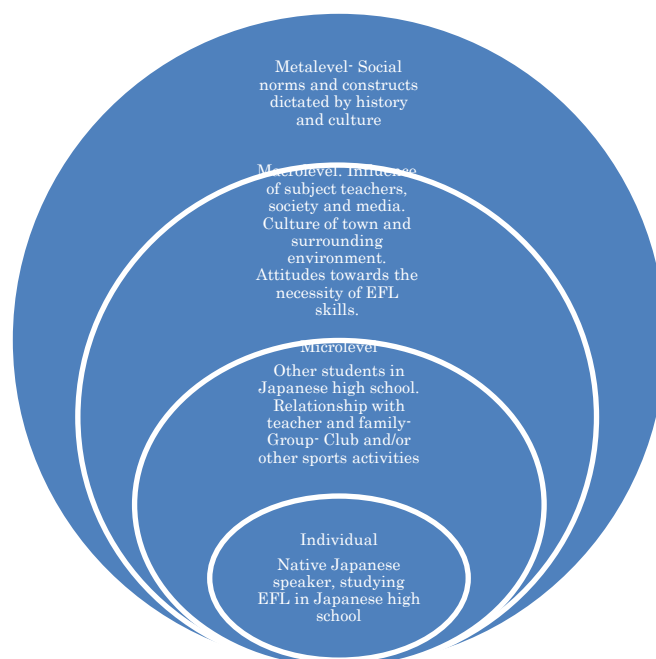 Metalevel- Social
norms and constructs
dictated by history
and culture
Macrolevel. Influence
of subject teachers,
society and media.
Culture of town and
surrounding
environment.
Attitudes towards the
necessity of EFL
skills.
Microlevel
Other students in
Japanese high school.
Relationship with
teacher and family-
Group- Club and/or
other sports activities
Individual
Native Japanese
speaker, studying
EFL in Japanese high
school